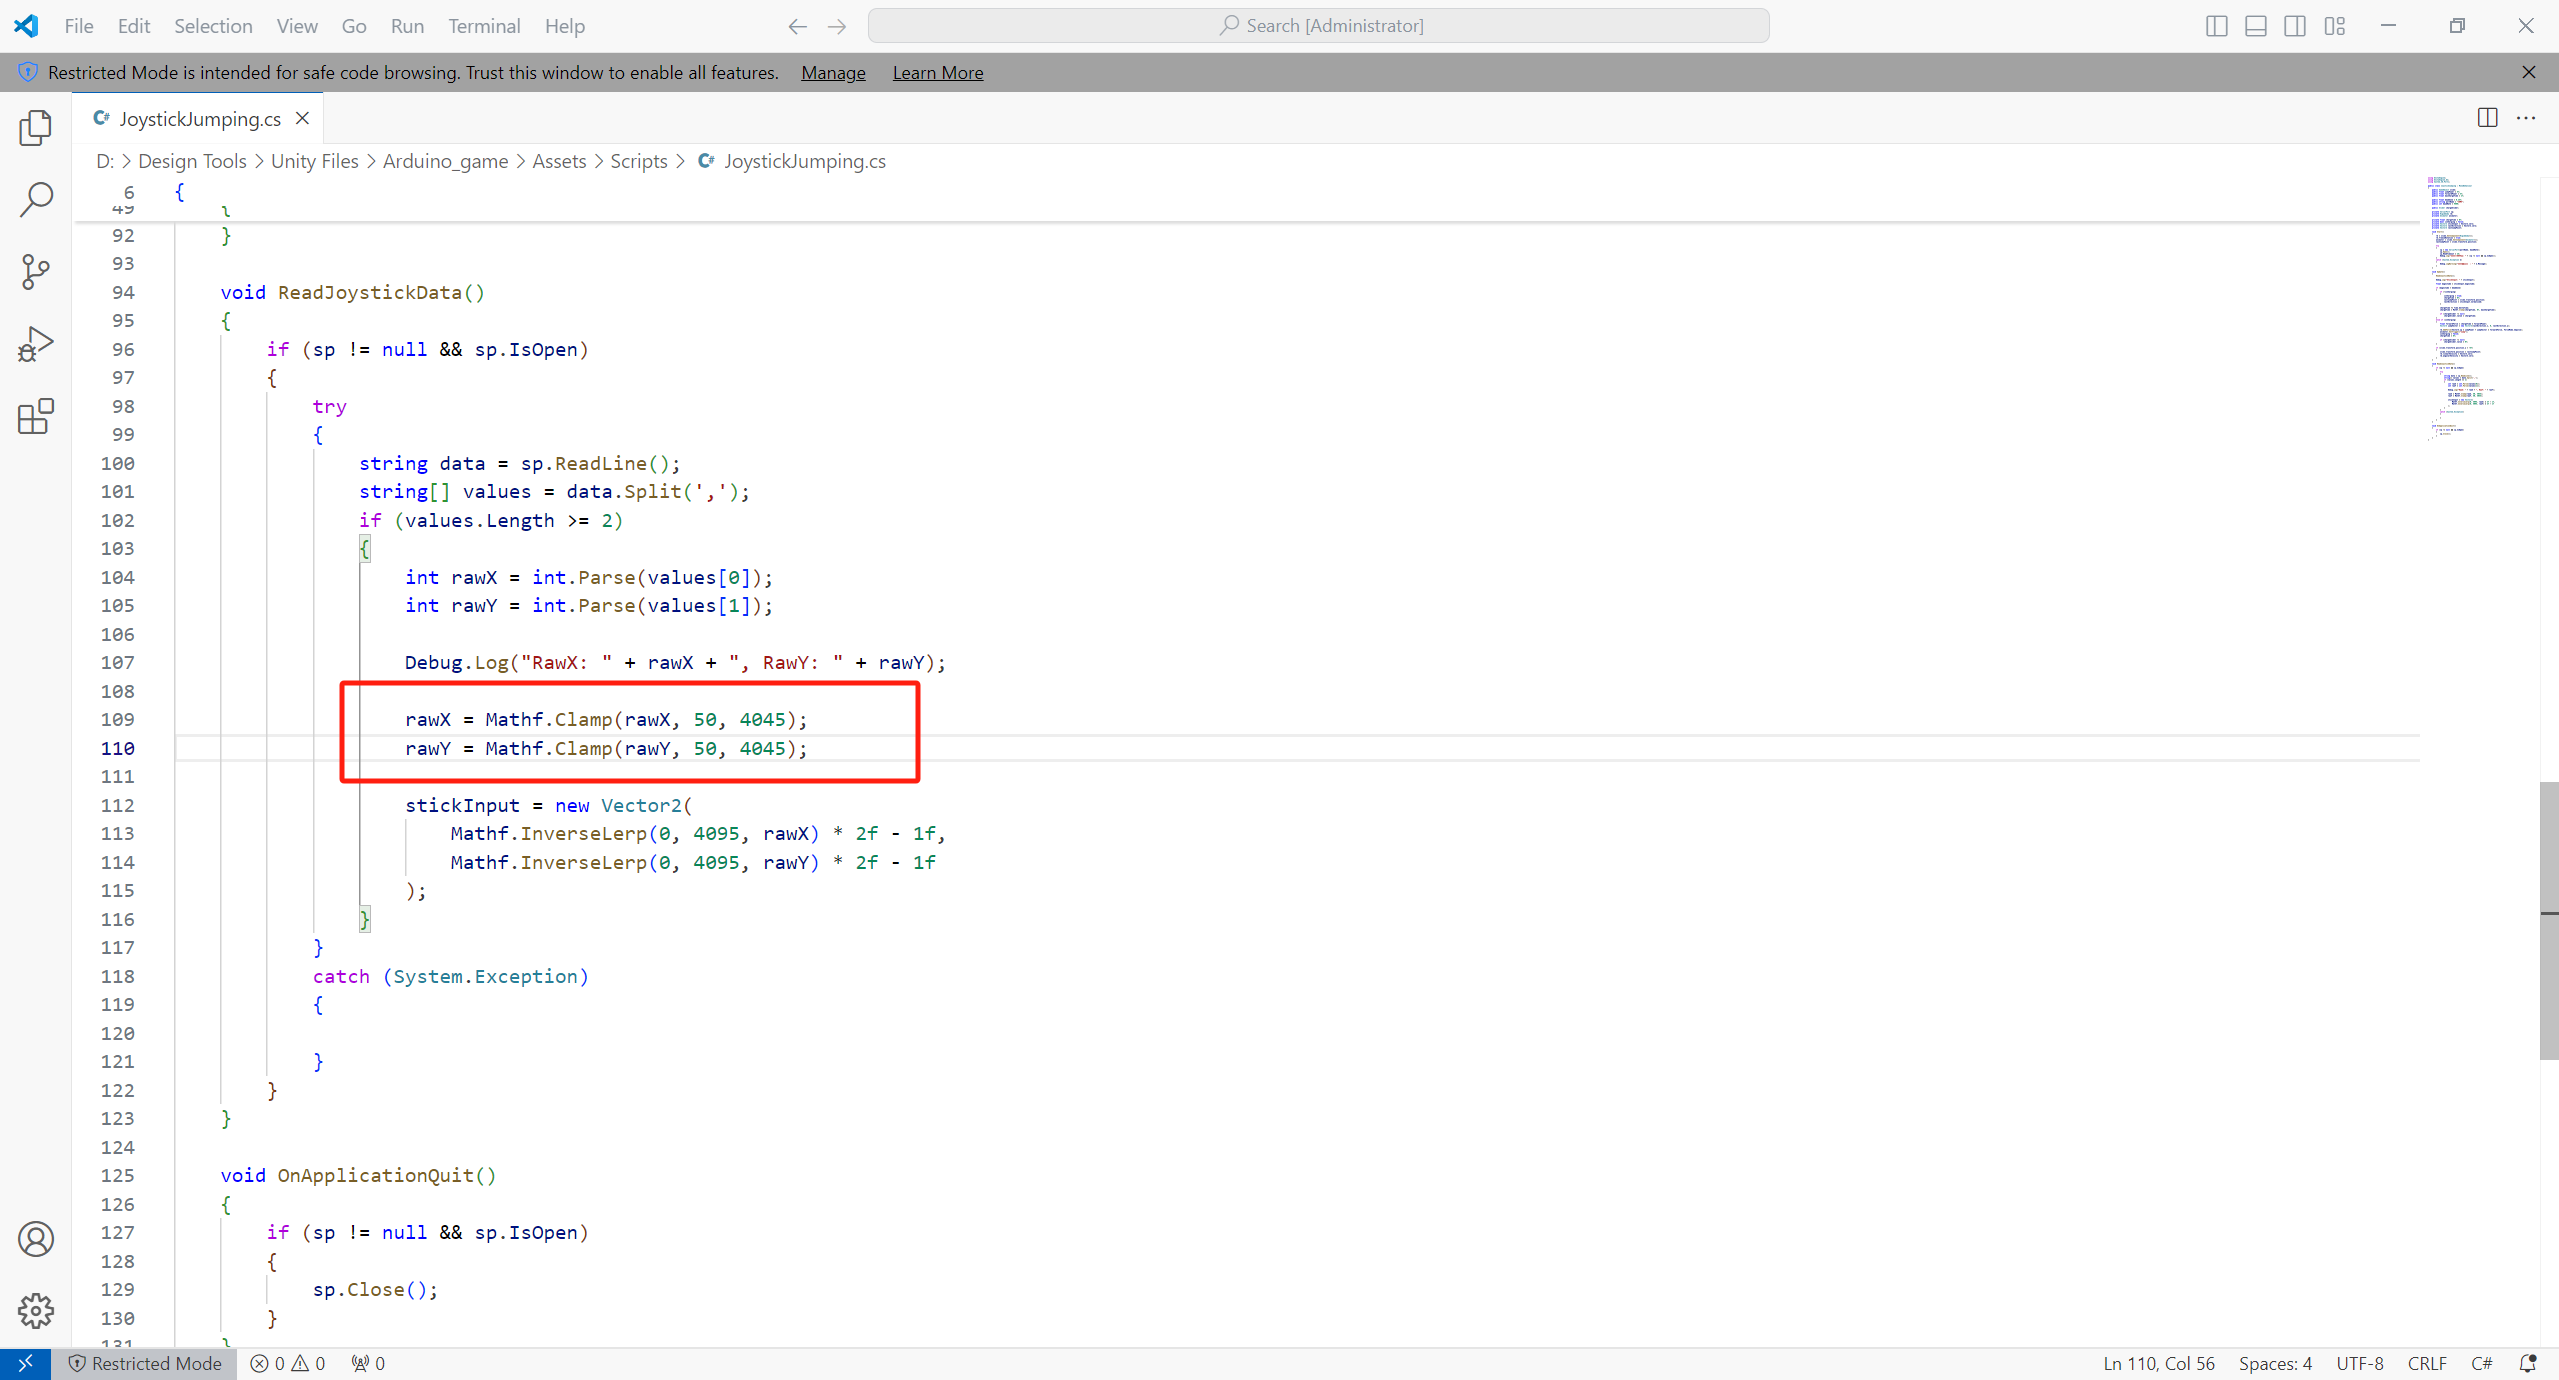 File Edit Selection View Go Run Terminal Help Search [Administrator]
Restricted Mode is intended for safe code browsing. Trust this window to enable all features. Manage Learn More
JoystickJumping.cs
D: > Design Tools > Unity Files > Arduino_game > Assets > Scripts > JoystickJumping.cs
6 {
49 }
92 }
93
94 void ReadJoystickData()
95 {
96 if (sp != null && sp.IsOpen)
97 {
98 try
99 {
100 string data = sp.ReadLine();
101 string[] values = data.Split(',');
102 if (values.Length >= 2)
103 {
104 int rawX = int.Parse(values[0]);
105 int rawY = int.Parse(values[1]);
106
107 Debug.Log("RawX: " + rawX + ", RawY: " + rawY);
108
109 rawX = Mathf.Clamp(rawX, 50, 4045);
110 rawY = Mathf.Clamp(rawY, 50, 4045);
111
112 stickInput = new Vector2(
113 Mathf.InverseLerp(0, 4095, rawX) * 2f - 1f,
114 Mathf.InverseLerp(0, 4095, rawY) * 2f - 1f
115 );
116 }
117 }
118 catch (System.Exception)
119 {
120
121 }
122 }
123 }
124
125 void OnApplicationQuit()
126 {
127 if (sp != null && sp.IsOpen)
128 {
129 sp.Close();
130 }
131 }
Restricted Mode 0 0 0 Ln 110, Col 56 Spaces: 4 UTF-8 CRLF C#